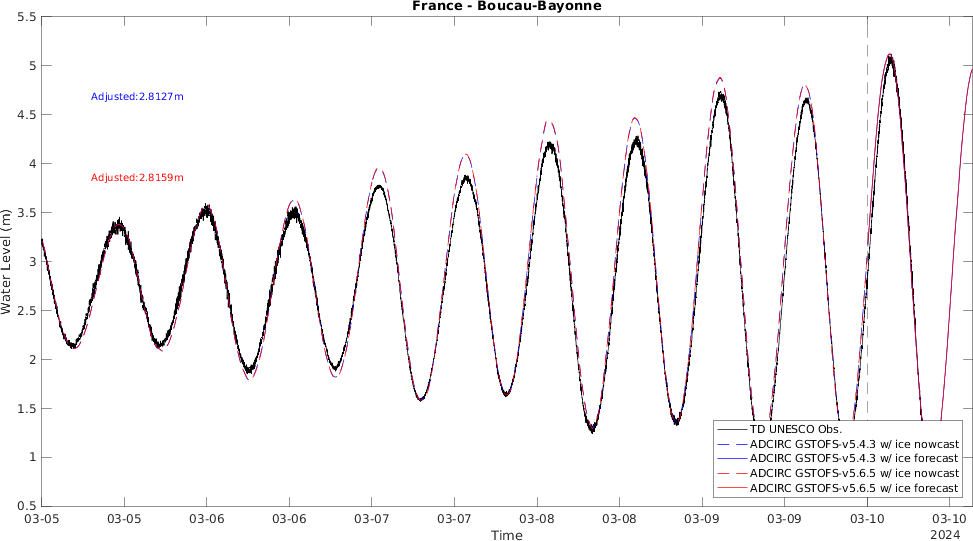 France - Boucau-Bayonne
5.5
5
4.5
4
3.5
3
2.5
2
1.5
1
0.5
Water Level (m)
Adjusted:2.8127m
Adjusted:2.8159m
TD UNESCO Obs.
ADCIRC GSTOFS-v5.4.3 w/ ice nowcast
ADCIRC GSTOFS-v5.4.3 w/ ice forecast
ADCIRC GSTOFS-v5.6.5 w/ ice nowcast
ADCIRC GSTOFS-v5.6.5 w/ ice forecast
03-05 03-05 03-06 03-06 03-07 03-07 03-08 03-08 03-09 03-09 03-10 03-10
Time
2024